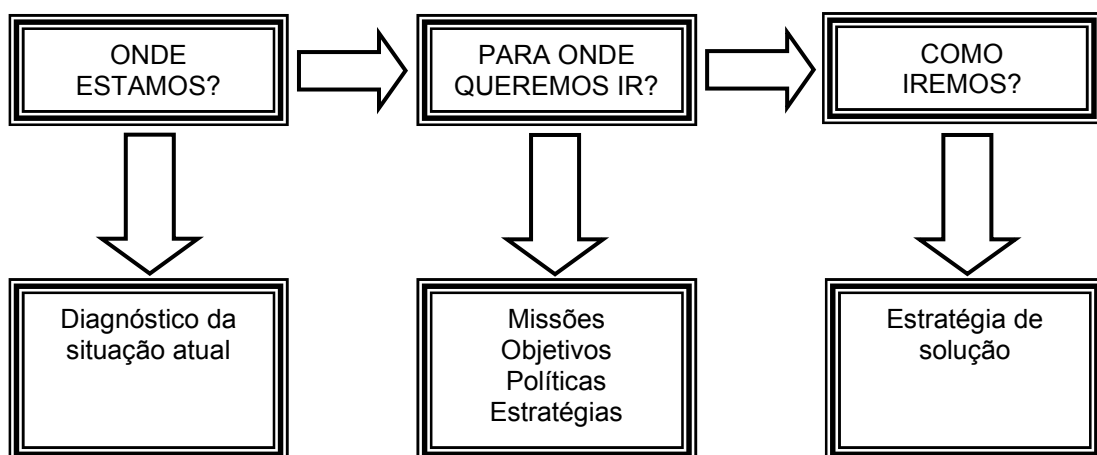 ONDE
ESTAMOS?
PARA ONDE
QUEREMOS IR?
COMO
IREMOS?
Diagnóstico da
situação atual
Missões
Objetivos
Políticas
Estratégias
Estratégia de
solução